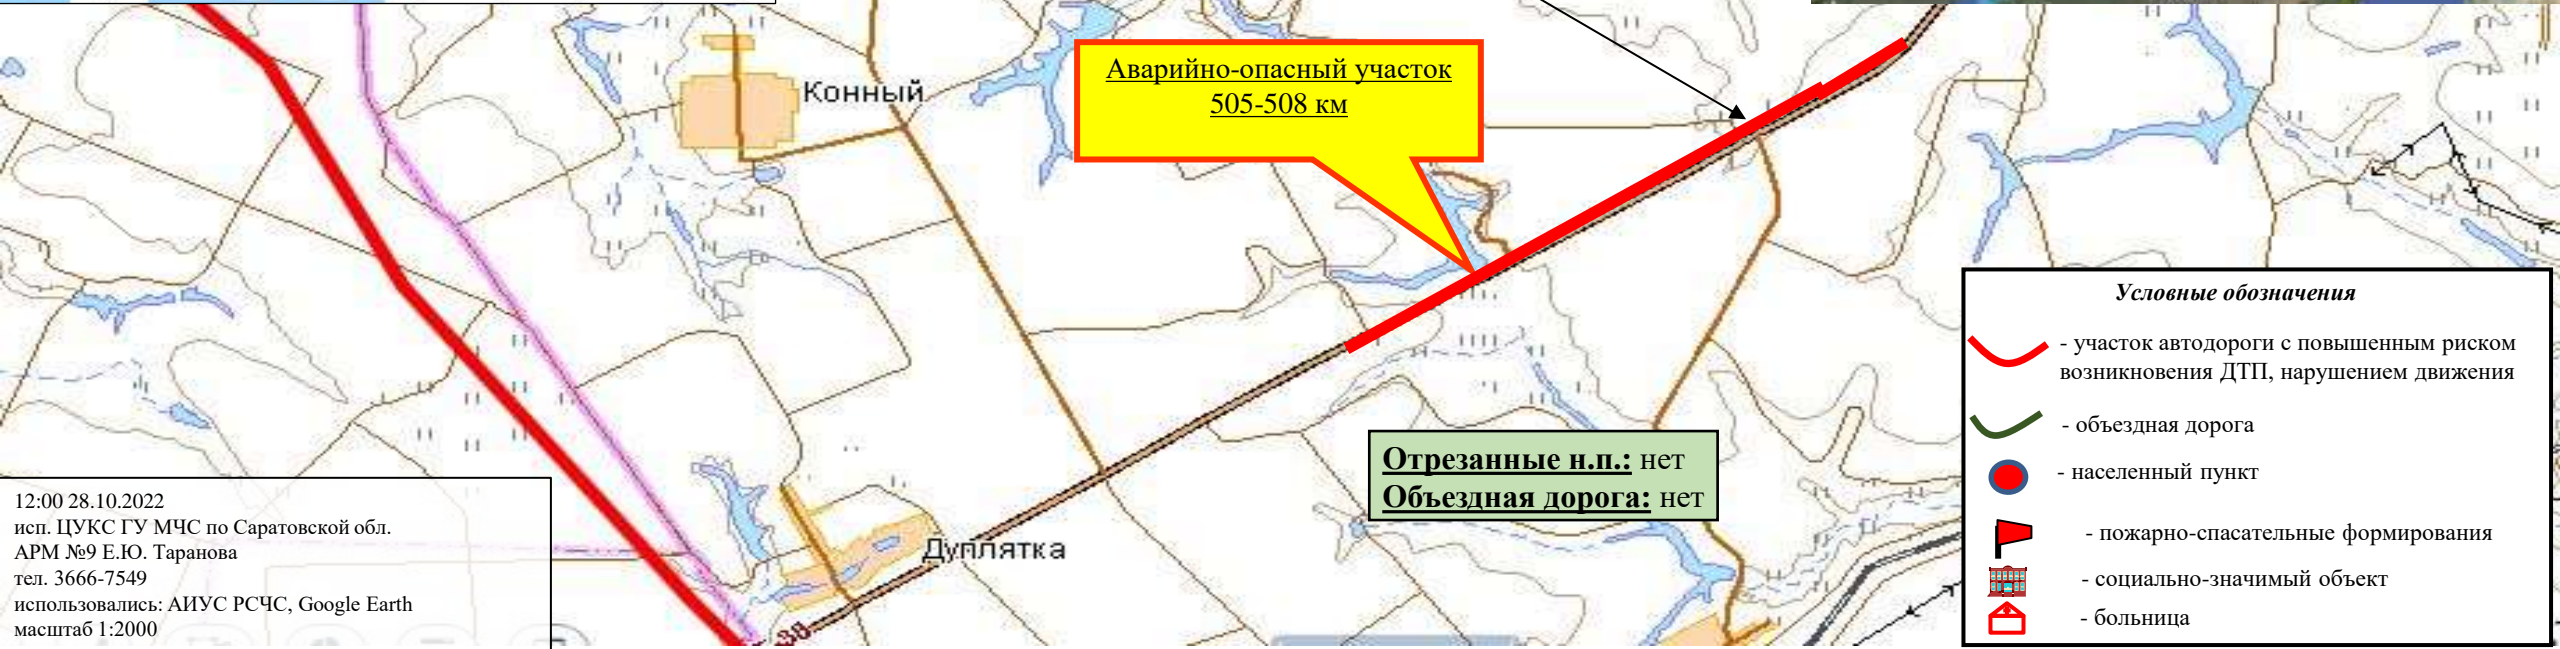 Конный
Аварийно-опасный участок
505-508 км
Условные обозначения
- участок автодороги с повышенным риском
возникновения ДТП, нарушением движения
- объездная дорога
- населенный пункт
- пожарно-спасательные формирования
- социально-значимый объект
- больница
Отрезанные н.п.: нет
Объездная дорога: нет
Дуплятка
12:00 28.10.2022
исп. ЦУКС ГУ МЧС по Саратовской обл.
АРМ №9 Е.Ю. Таранова
тел. 3666-7549
использовались: АИУС РСЧС, Google Earth
масштаб 1:2000